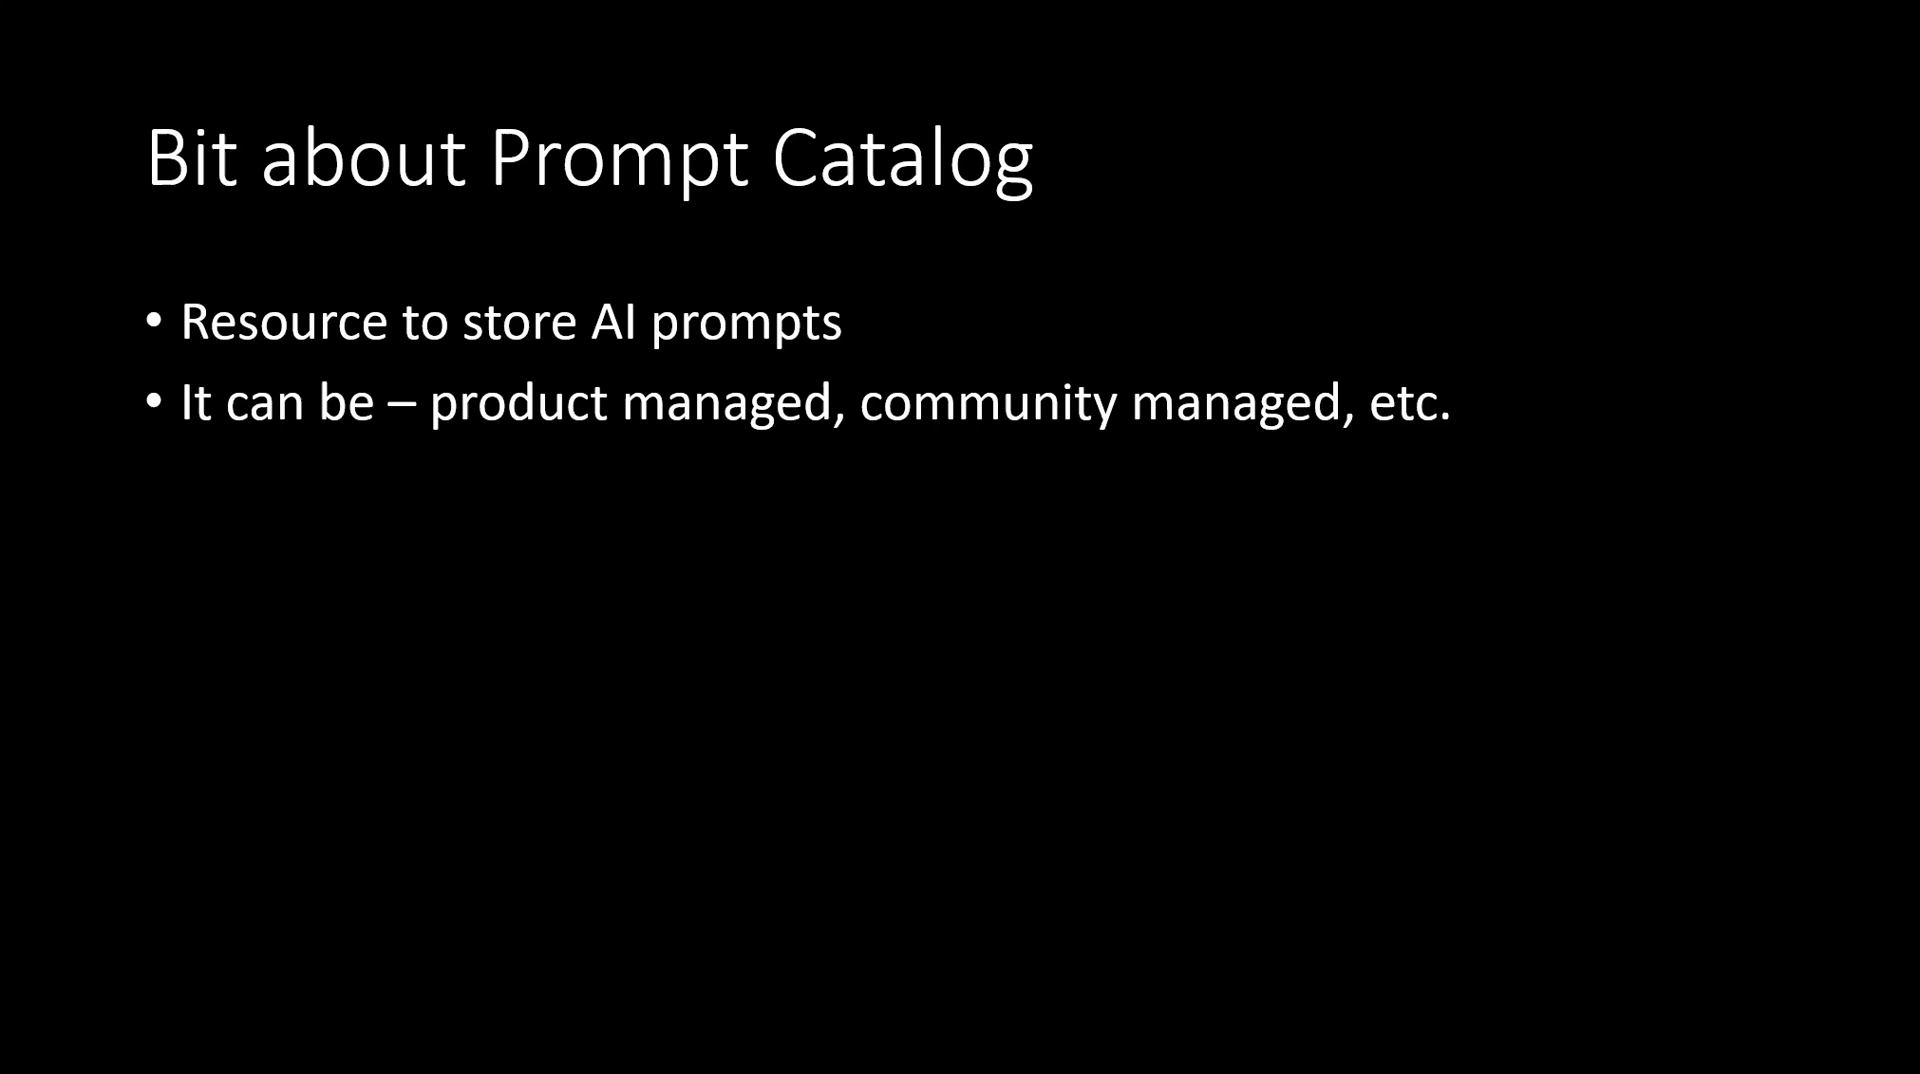 Bit about Prompt Catalog
• Resource to store AI prompts
• It can be – product managed, community managed, etc.